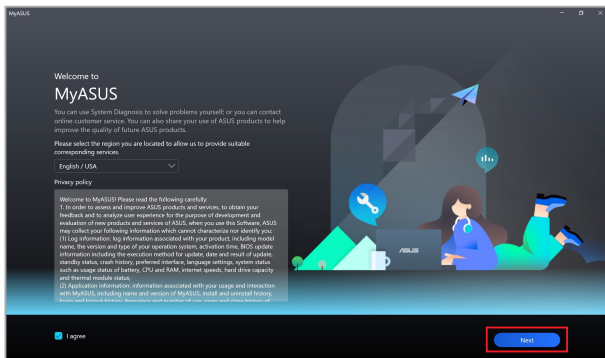 MyASUS
Welcome to
MyASUS
You can use System Diagnosis to solve problems yourself; or you can contact
online customer service. You can also share your use of ASUS products to help
improve the quality of future ASUS products.
Please select the region you are located to allow us to provide suitable
corresponding services.
English / USA
Privacy policy
Welcome to MyASUS! Please read the following carefully:
1. In order to assess and improve ASUS products and services, to obtain your
feedback and to analyze user experience for the purpose of development and
evaluation of new products and services of ASUS, when you use this Software, ASUS
may collect your following information which cannot characterize nor identify you:
(1) Log information: log information associated with your product, including model
name, the version and type of your operation system, activation time, BIOS update
information including the execution method for update, date and result of update,
standby status, crash history, preferred interface, language settings, system status
such as usage status of battery, CPU and RAM, internet speeds, hard drive capacity
and thermal module status;
(2) Application information: information associated with your usage and interaction
with MyASUS, including name and version of MyASUS, install and uninstall history,
ASUS
I agree
Next